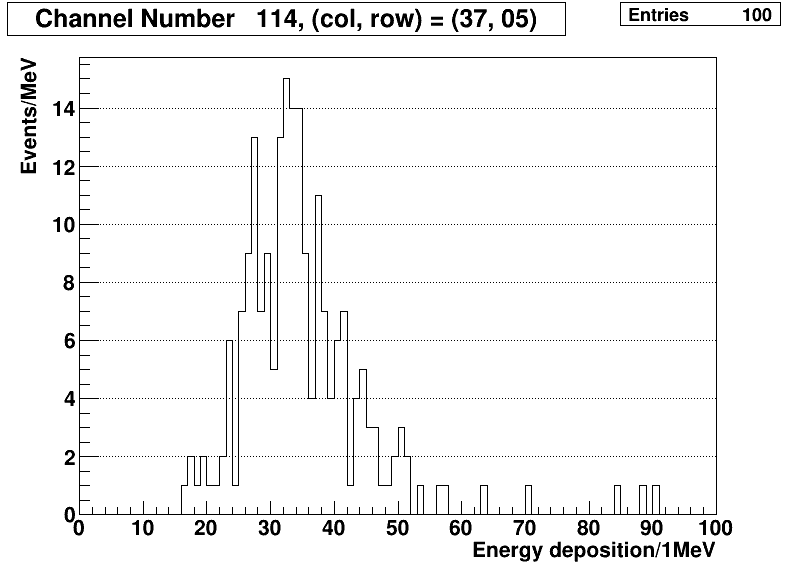 Channel Number 114, (col, row) = (37, 05)
Entries 100
Events/MeV
14
12
10
8
6
4
2
0
0 10 20 30 40 50 60 70 80 90 100
Energy deposition/1MeV